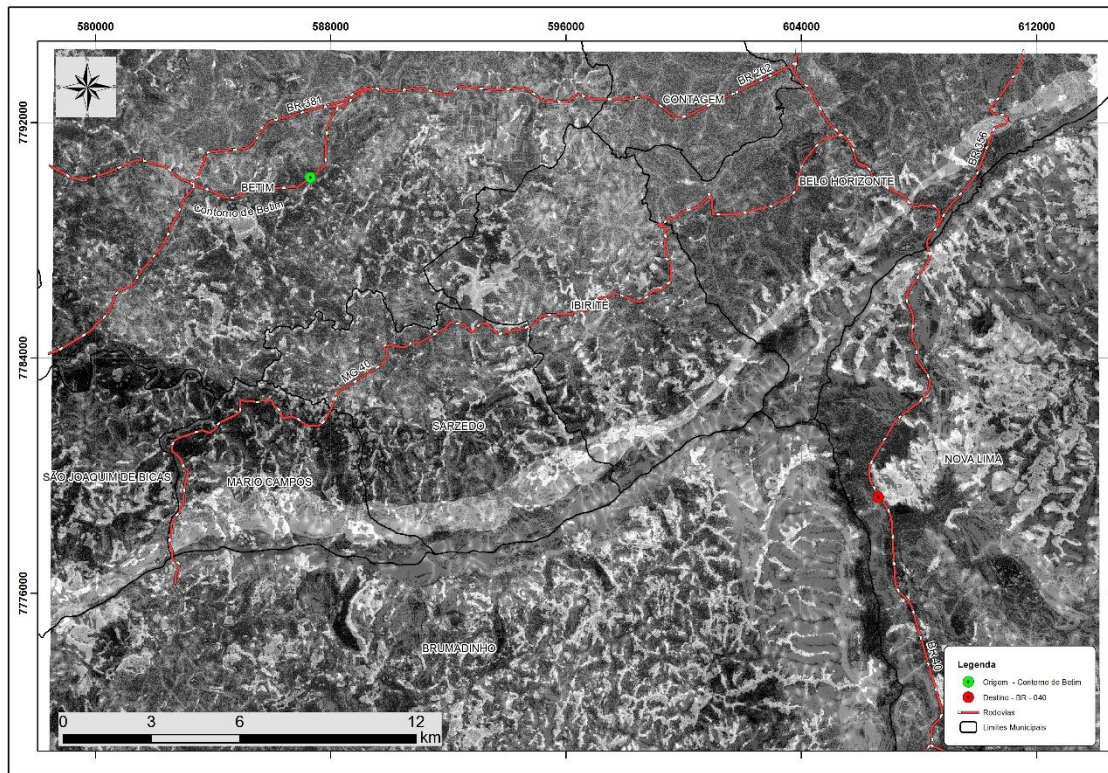 580000
588000
596000
604000
612000
7792000
7784000
7776000
BR 262
CONTAGEM
BR 381
BR 356
BETIM
BELO HORIZONTE
Contorno de Betim
IBIRITÉ
MG 40
SARZEDO
NOVA LIMA
SÃO JOAQUIM DE BICAS
MÁRIO CAMPOS
BRUMADINHO
BR 40
Legenda
Origem - Contorno de Betim
Destino - BR - 040
Rodovias
Limites Municipais
0 3 6 12
km